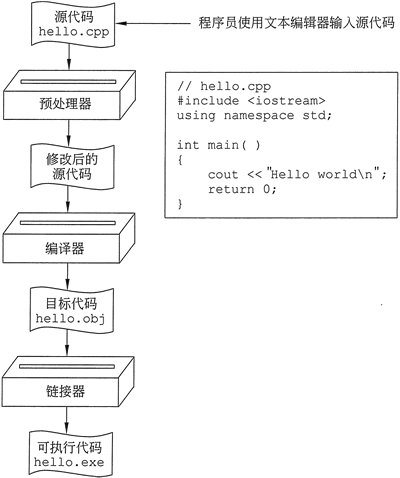 源代码
hello.cpp
程序员使用文本编辑器输入源代码
预处理器
// hello.cpp
#include <iostream>
using namespace std;
int main( )
{
cout <<"Hello world\n";
return 0;
}
修改后的
源代码
编译器
目标代码
hello.obj
链接器
可执行代码
hello.exe